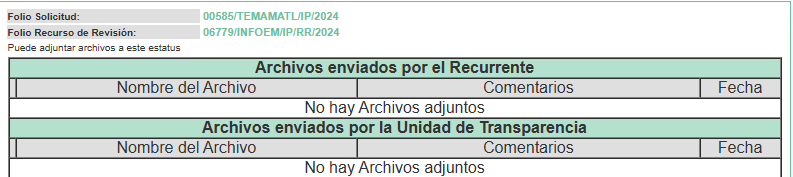 Folio Solicitud: 00585/TEMAMATL/IP/2024
Folio Recurso de Revisión: 06779/INFOEM/IP/RR/2024
Puede adjuntar archivos a este estatus
Archivos enviados por el Recurrente
Nombre del Archivo Comentarios Fecha
No hay Archivos adjuntos
Archivos enviados por la Unidad de Transparencia
Nombre del Archivo Comentarios Fecha
No hay Archivos adjuntos